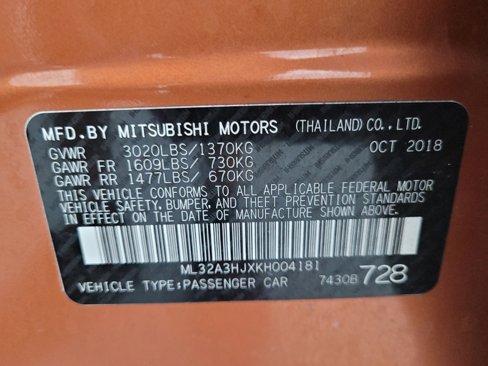 MFD.BY MITSUBISHI MOTORS (THAILAND) CO., LTD.
GVWR 3020LBS/1370KG OCT 2018
GAWR FR 1609LBS/ 730KG
GAWR RR 1477LBS/ 670KG
THIS VEHICLE CONFORMS TO ALL APPLICABLE FEDERAL MOTOR
VEHICLE SAFETY, BUMPER, AND THEFT PREVENTION STANDARDS
IN EFFECT ON THE DATE OF MANUFACTURE SHOWN ABOVE.
ML32A3HJXKH004181
VEHICLE TYPE:PASSENGER CAR 7430B 728